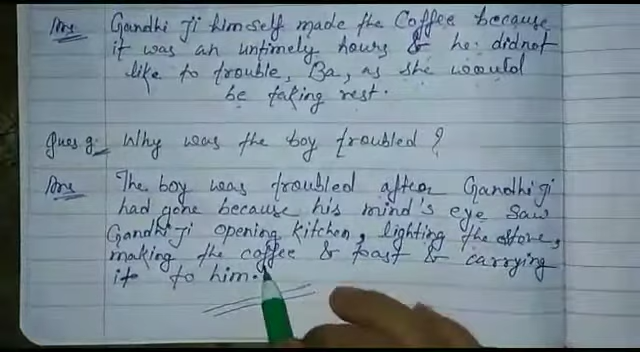 Ans Gandhi Ji himself made the Coffee because
it was an untimely hours & he didnot
like to trouble, Ba, as she would
be taking rest.
Ques 9. Why was the boy troubled ?
Ans The boy was troubled after Gandhi ji
had gone because his mind's eye saw
Gandhi Ji opening kitchen, lighting the stove,
making the coffee & toast & carrying
it to him.